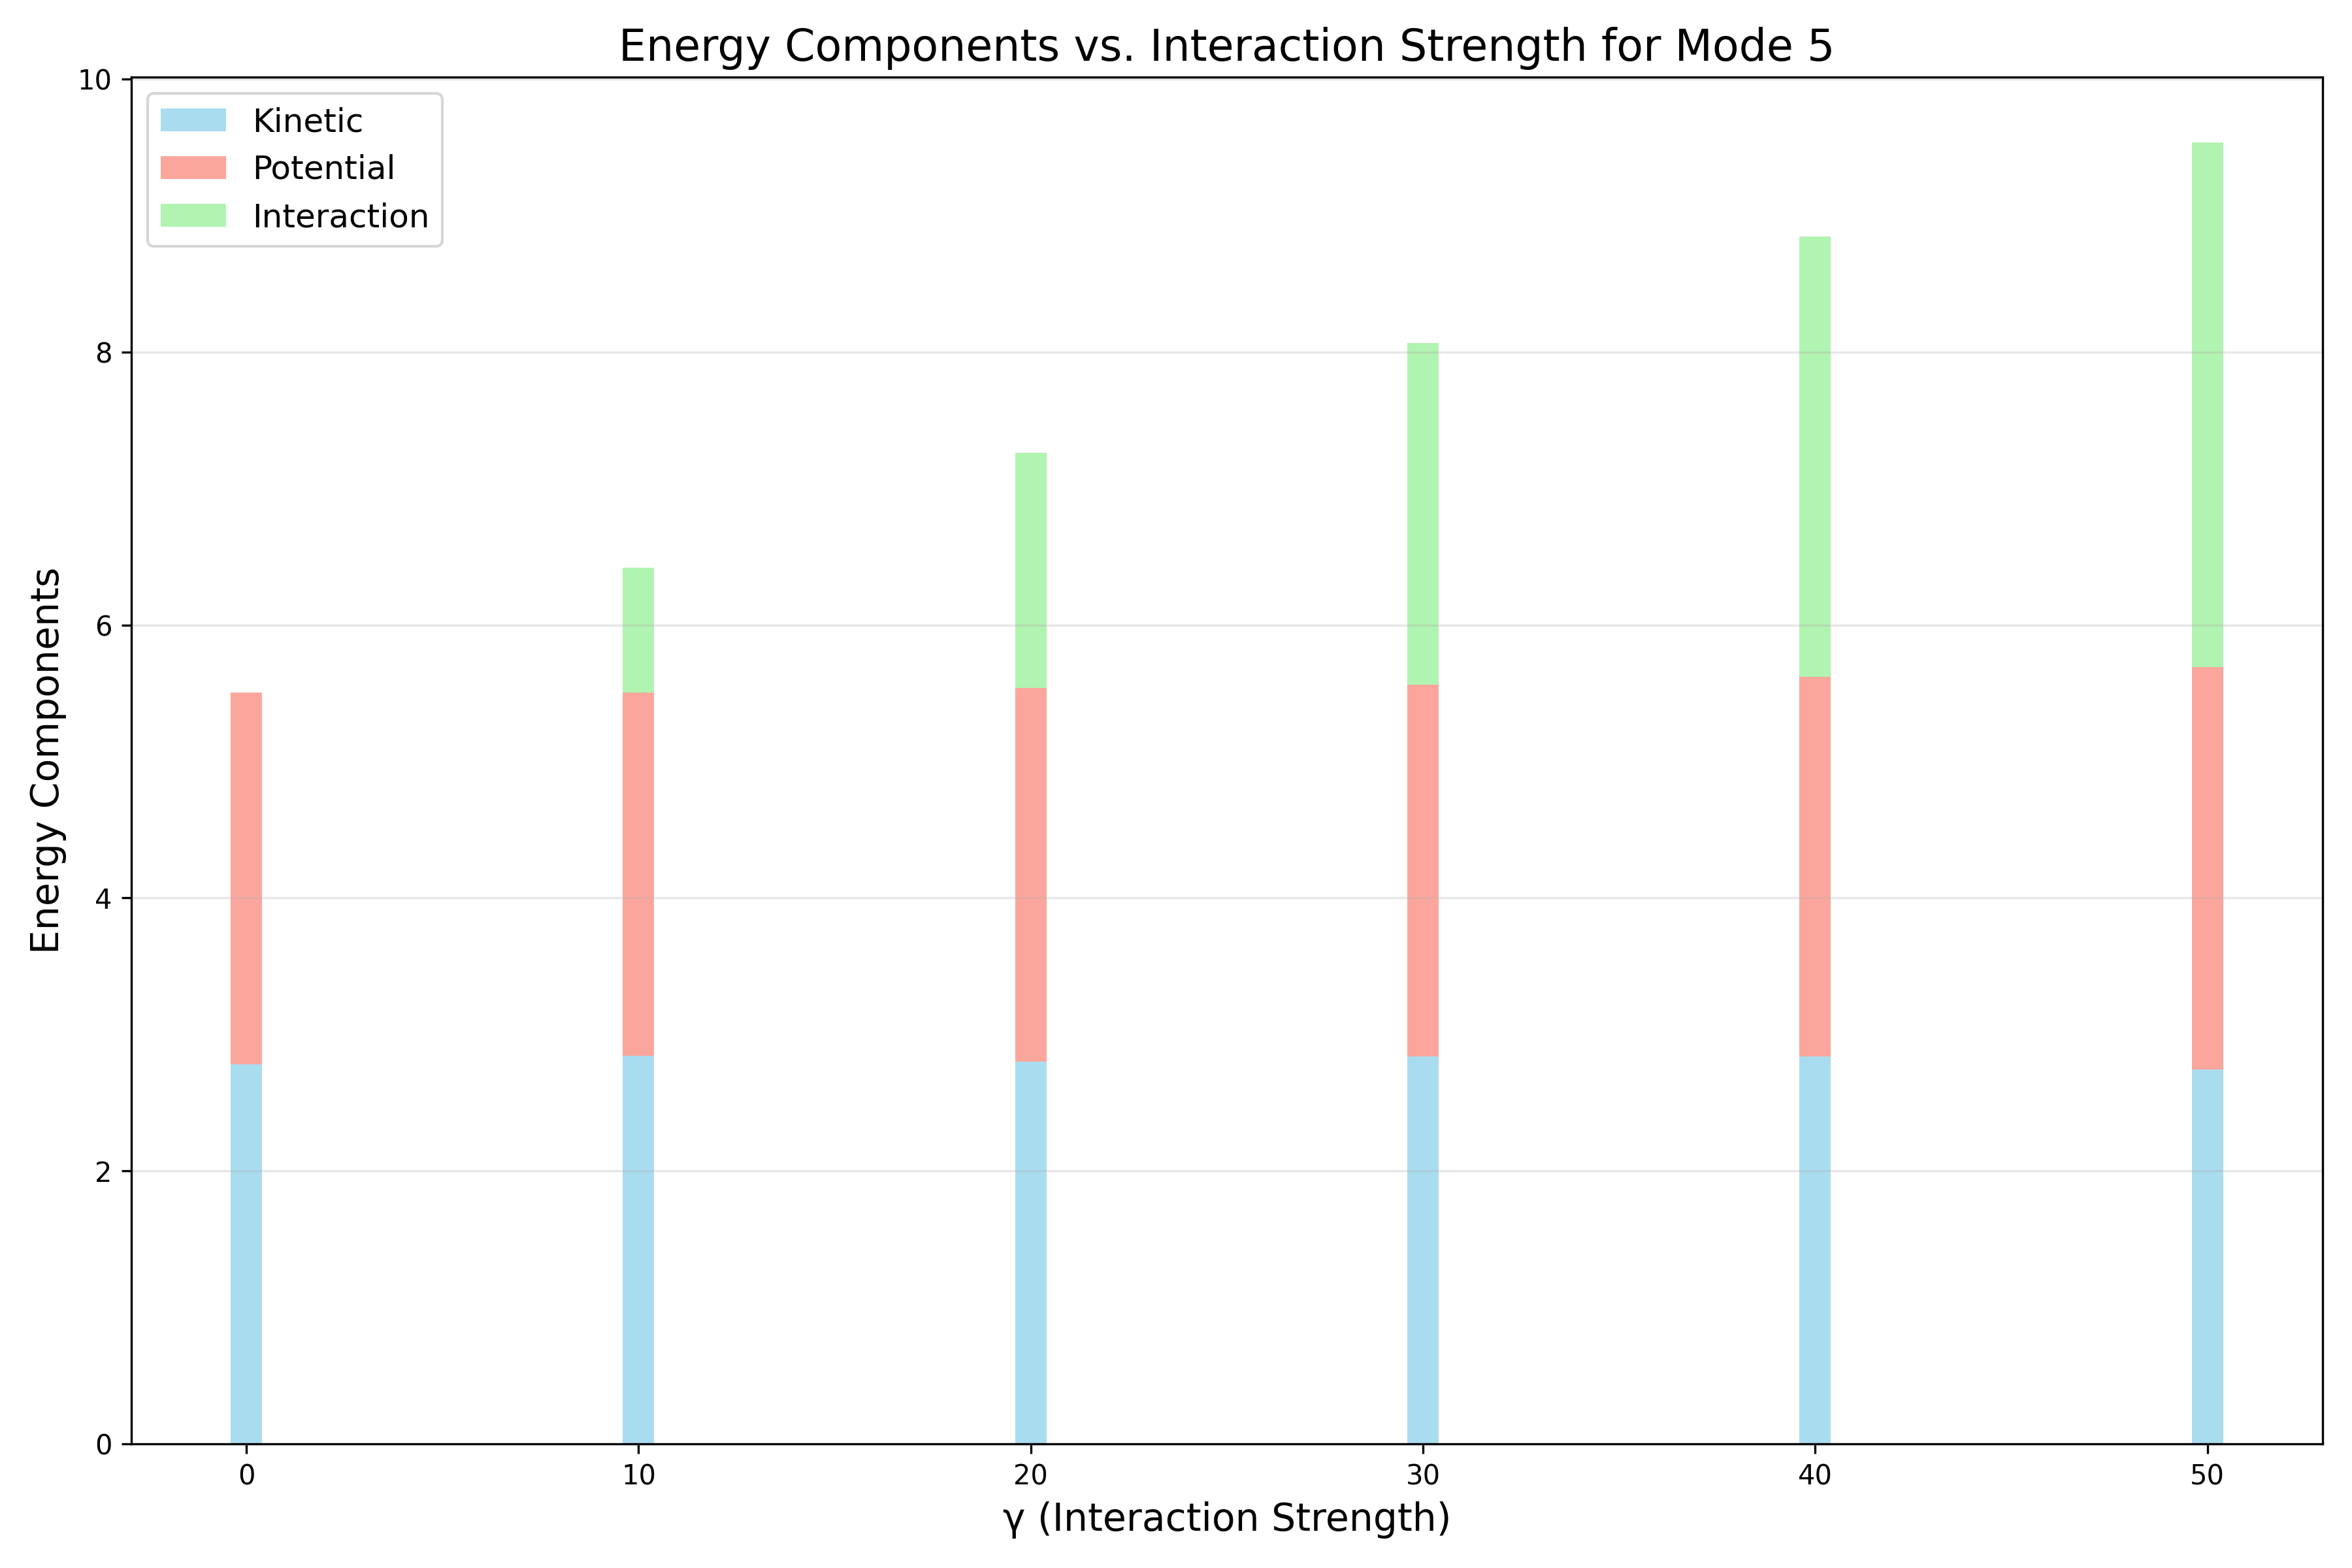 Energy Components vs. Interaction Strength for Mode 5
Kinetic
Potential
Interaction
Energy Components
10
8
6
4
2
0
0 10 20 30 40 50
γ (Interaction Strength)